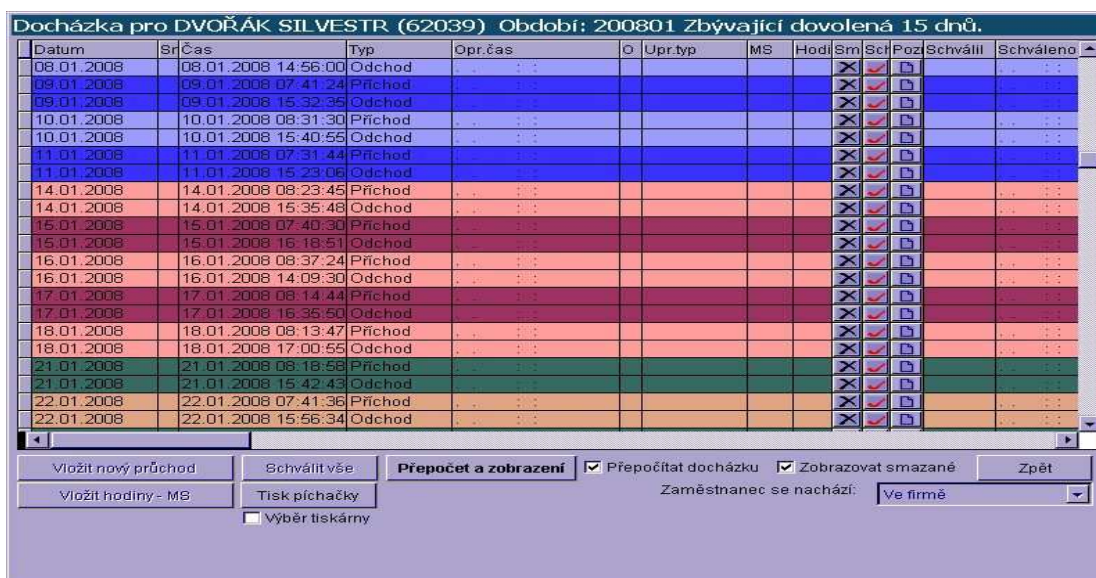 Docházka pro DVOŘÁK SILVESTR (62039) Období: 200801 Zbývající dovolená 15 dnů.
Datum Sr Čas Typ Opr.čas O Upr.typ MS Hodi Sm Sch Poz Schválil Schváleno
08.01.2008 08.01.2008 14:56:00 Odchod
09.01.2008 09.01.2008 07:41:24 Příchod
09.01.2008 09.01.2008 15:32:35 Odchod
10.01.2008 10.01.2008 08:31:30 Příchod
10.01.2008 10.01.2008 15:40:55 Odchod
11.01.2008 11.01.2008 07:31:44 Příchod
11.01.2008 11.01.2008 15:23:06 Odchod
14.01.2008 14.01.2008 08:23:45 Příchod
14.01.2008 14.01.2008 15:35:48 Odchod
15.01.2008 15.01.2008 07:40:30 Příchod
15.01.2008 15.01.2008 16:18:51 Odchod
16.01.2008 16.01.2008 08:37:24 Příchod
16.01.2008 16.01.2008 14:09:30 Odchod
17.01.2008 17.01.2008 08:14:44 Příchod
17.01.2008 17.01.2008 16:35:50 Odchod
18.01.2008 18.01.2008 08:13:47 Příchod
18.01.2008 18.01.2008 17:00:55 Odchod
21.01.2008 21.01.2008 08:18:58 Příchod
21.01.2008 21.01.2008 15:42:43 Odchod
22.01.2008 22.01.2008 07:41:36 Příchod
22.01.2008 22.01.2008 15:56:34 Odchod
Vložit nový průchod Schválit vše Přepočet a zobrazení Přepočítat docházku Zobrazovat smazané Zpět
Vložit hodiny - MS Tisk píchačky Zaměstnanec se nachází: Ve firmě
Výběr tiskárny